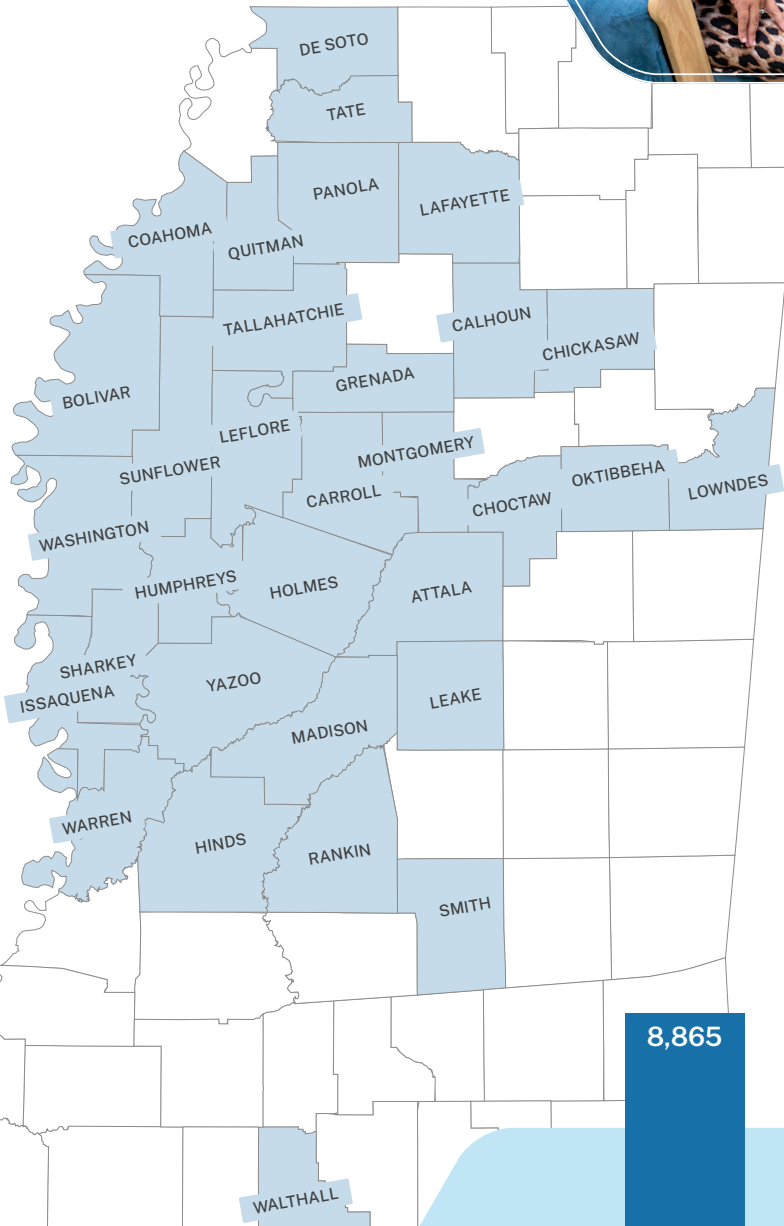 DE SOTO
TATE
PANOLA
LAFAYETTE
COAHOMA
QUITMAN
TALLAHATCHIE
CALHOUN
CHICKASAW
GRENADA
BOLIVAR
LEFLORE
MONTGOMERY
SUNFLOWER
OKTIBBEHA
LOWNDES
CARROLL
CHOCTAW
WASHINGTON
HUMPHREYS
HOLMES
ATTALA
SHARKEY
YAZOO
ISSAQUENA
LEAKE
MADISON
WARREN
HINDS
RANKIN
SMITH
8,865
WALTHALL